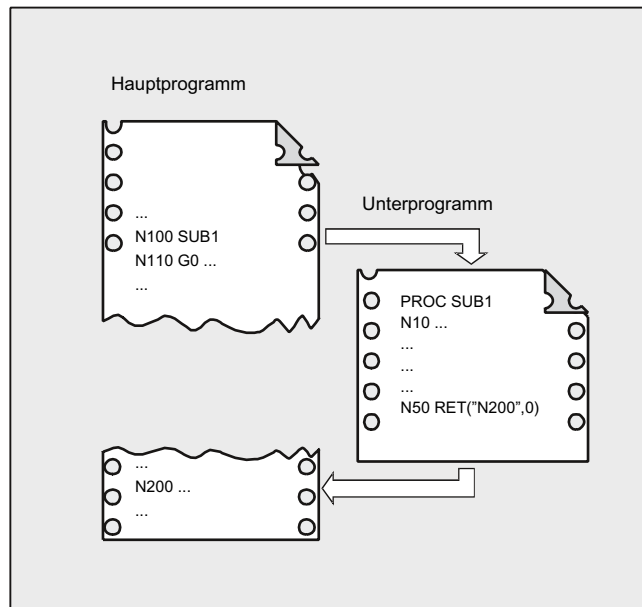 Hauptprogramm
...
N100 SUB1
N110 G0 ...
...
Unterprogramm
PROC SUB1
N10 ...
...
...
...
N50 RET("N200",0)
...
N200 ...
...